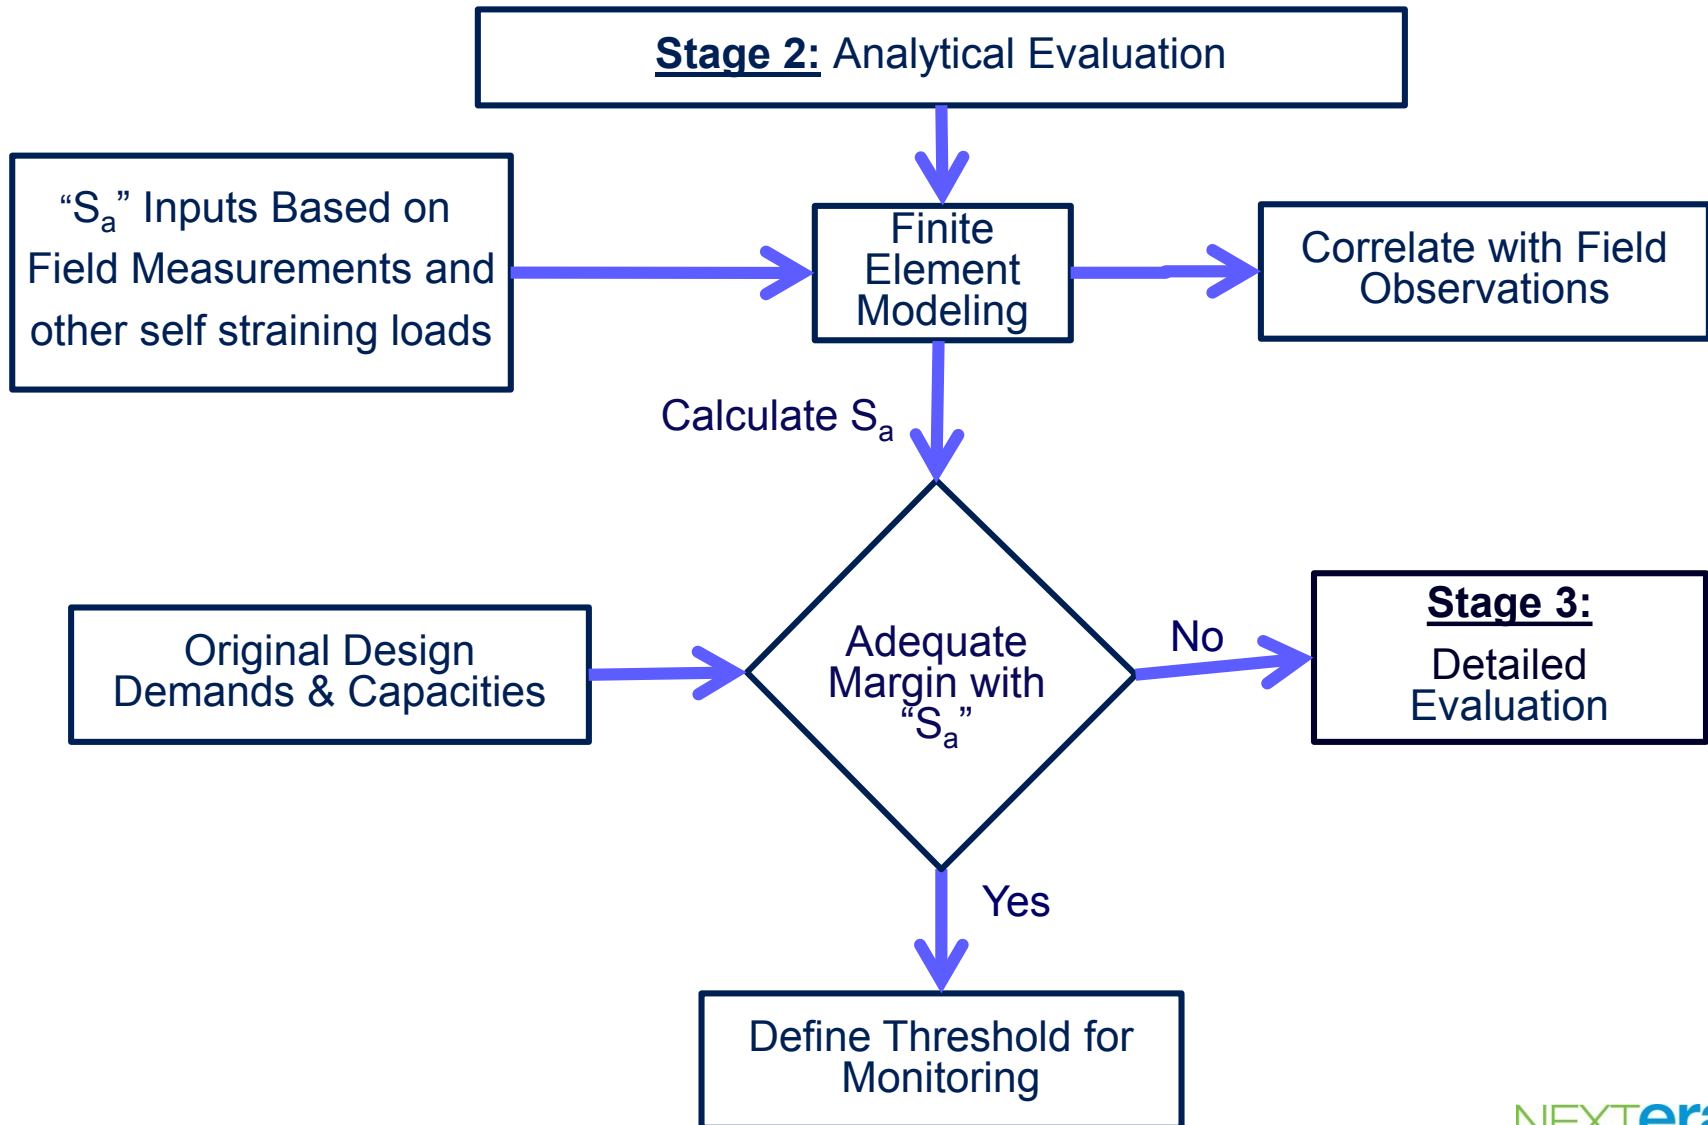 Stage 2: Analytical Evaluation
“Sa” Inputs Based on
Field Measurements and
other self straining loads
Finite
Element
Modeling
Correlate with Field
Observations
Calculate Sa
Original Design
Demands & Capacities
Adequate
Margin with
“Sa”
No
Stage 3:
Detailed
Evaluation
Yes
Define Threshold for
Monitoring
NEXTera